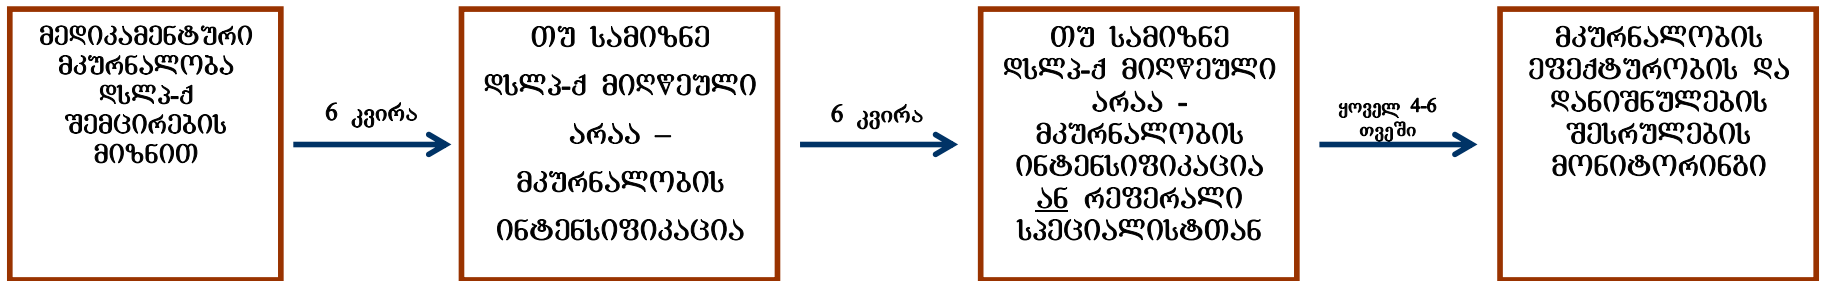 მედიკამენტური
მკურნალობა
დსლპ-ქ
შემცირების
მიზნით
6 კვირა
თუ სამიზნე
დსლპ-ქ მიღწეული
არაა –
მკურნალობის
ინტენსიფიკაცია
6 კვირა
თუ სამიზნე
დსლპ-ქ მიღწეული
არაა -
მკურნალობის
ინტენსიფიკაცია
ან რეფერალი
სპეციალისტთან
ყოველ 4-6
თვეში
მკურნალობის
ეფექტურობის და
დანიშნულების
შესრულების
მონიტორინგი